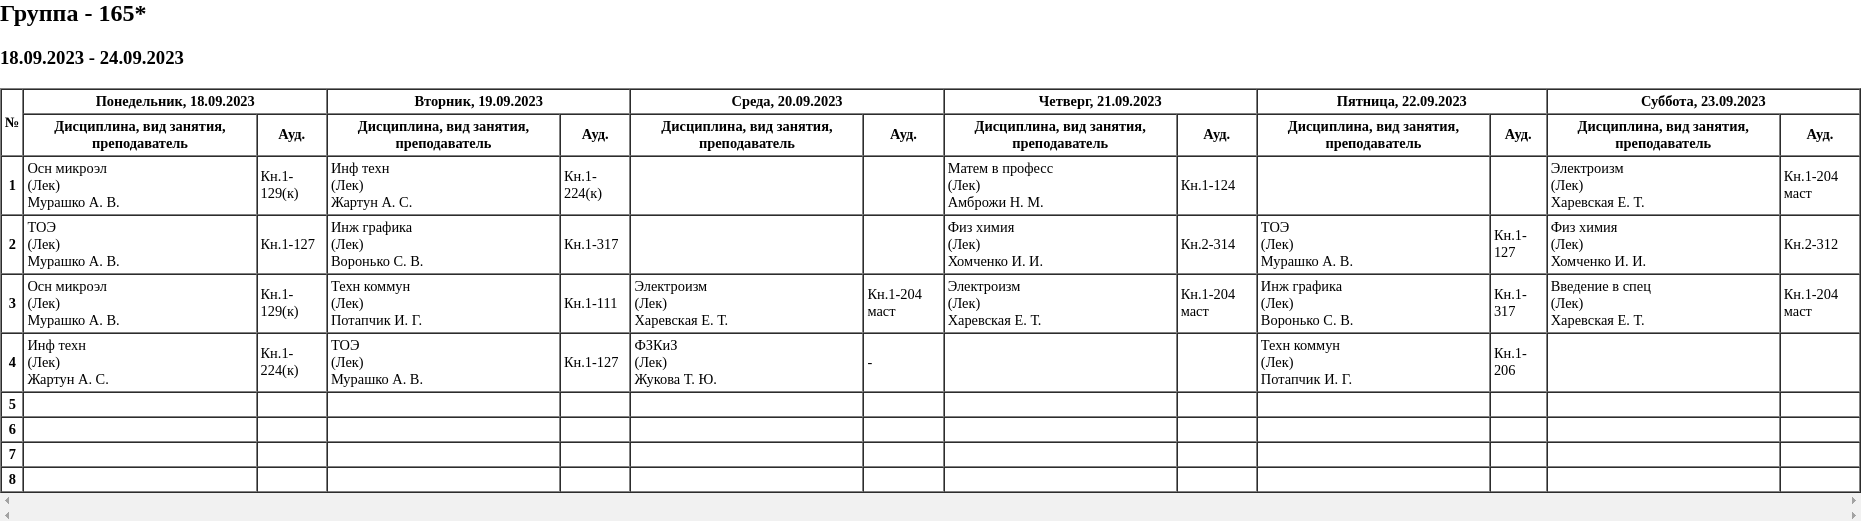 Группа - 165*
18.09.2023 - 24.09.2023
№ Понедельник, 18.09.2023 Вторник, 19.09.2023 Среда, 20.09.2023 Четверг, 21.09.2023 Пятница, 22.09.2023 Суббота, 23.09.2023
Дисциплина, вид занятия, преподаватель Ауд. Дисциплина, вид занятия, преподаватель Ауд. Дисциплина, вид занятия, преподаватель Ауд. Дисциплина, вид занятия, преподаватель Ауд. Дисциплина, вид занятия, преподаватель Ауд. Дисциплина, вид занятия, преподаватель Ауд.
1
Осн микроэл
(Лек)
Мурашко А. В.
Кн.1-
129(к)
Инф техн
(Лек)
Жартун А. С.
Кн.1-
224(к)
Матем в професс
(Лек)
Амброжи Н. М.
Кн.1-124
Электроизм
(Лек)
Харевская Е. Т.
Кн.1-204
маст
2
ТОЭ
(Лек)
Мурашко А. В.
Кн.1-127
Инж графика
(Лек)
Воронько С. В.
Кн.1-317
Физ химия
(Лек)
Хомченко И. И.
Кн.2-314
ТОЭ
(Лек)
Мурашко А. В.
Кн.1-
127
Физ химия
(Лек)
Хомченко И. И.
Кн.2-312
3
Осн микроэл
(Лек)
Мурашко А. В.
Кн.1-
129(к)
Техн коммун
(Лек)
Потапчик И. Г.
Кн.1-111
Электроизм
(Лек)
Харевская Е. Т.
Кн.1-204
маст
Электроизм
(Лек)
Харевская Е. Т.
Кн.1-204
маст
Инж графика
(Лек)
Воронько С. В.
Кн.1-
317
Введение в спец
(Лек)
Харевская Е. Т.
Кн.1-204
маст
4
Инф техн
(Лек)
Жартун А. С.
Кн.1-
224(к)
ТОЭ
(Лек)
Мурашко А. В.
Кн.1-127
ФЗКиЗ
(Лек)
Жукова Т. Ю.
-
Техн коммун
(Лек)
Потапчик И. Г.
Кн.1-
206
5
6
7
8